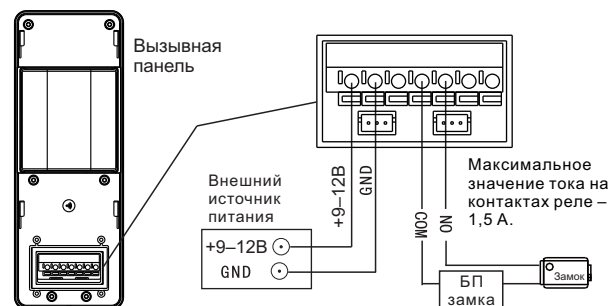 Вызывная
панель
Внешний
источник
питания
+9–12В
GND
+9–12В
GND
COM
NO
Максимальное
значение тока на
контактах реле –
1,5 А.
БП
замка
Замок